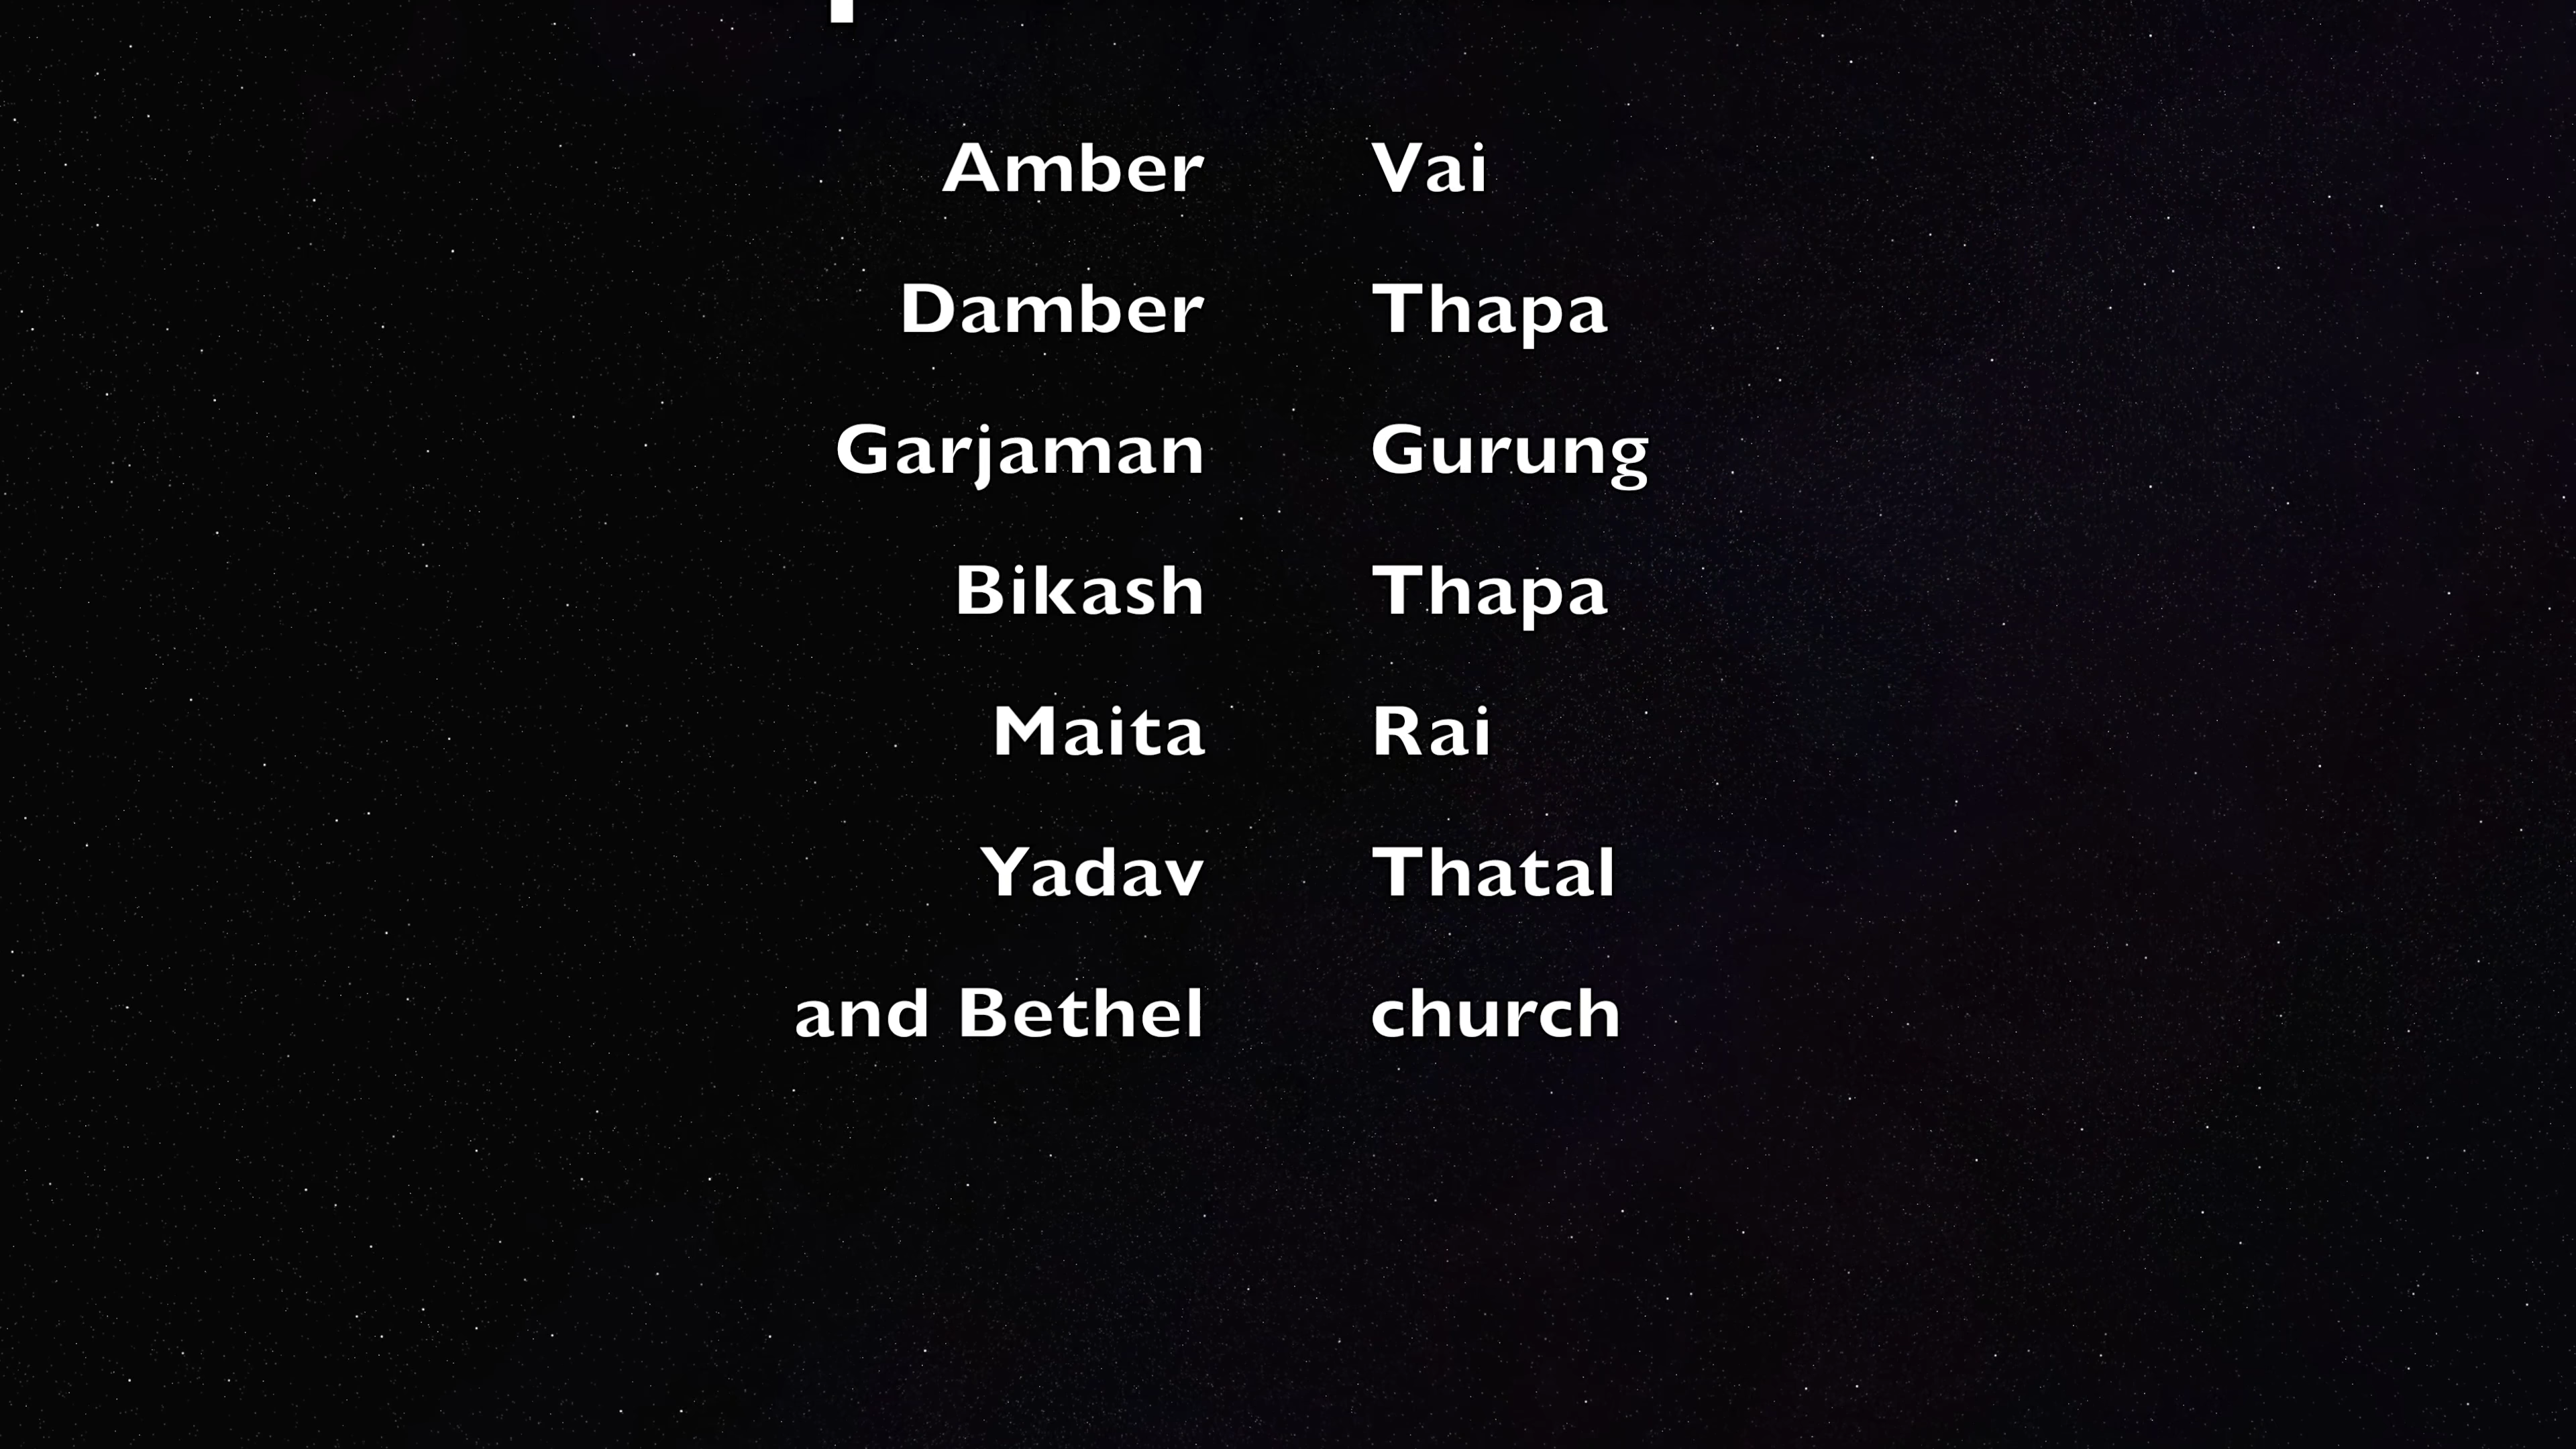 Amber Vai
Damber Thapa
Garjaman Gurung
Bikash Thapa
Maita Rai
Yadav Thatal
and Bethel church